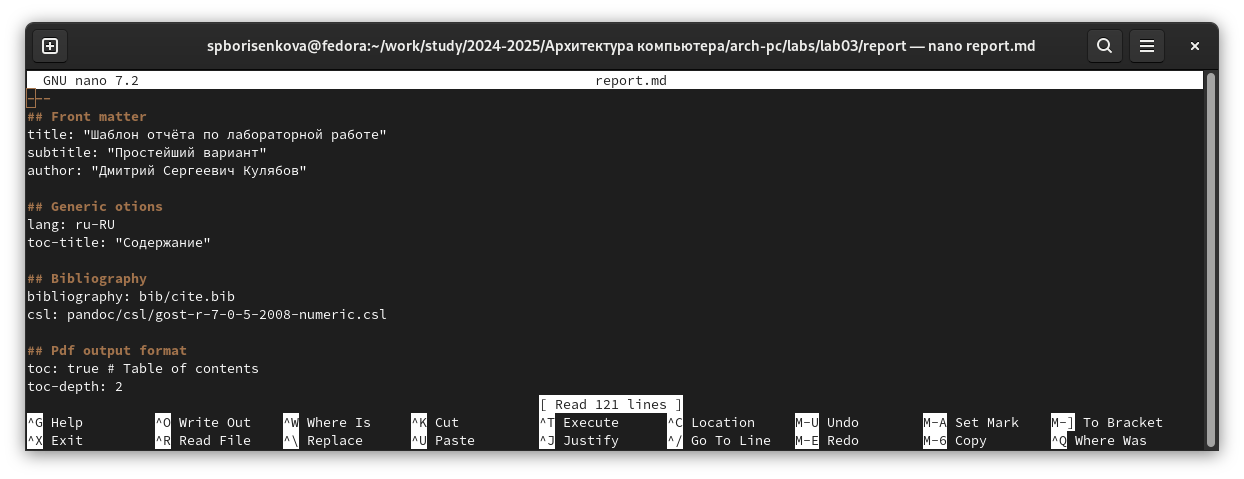 spborisenkova@fedora:~/work/study/2024-2025/Архитектура компьютера/arch-pc/labs/lab03/report — nano report.md
GNU nano 7.2 report.md
---
## Front matter
title: "Шаблон отчёта по лабораторной работе"
subtitle: "Простейший вариант"
author: "Дмитрий Сергеевич Кулябов"
## Generic otions
lang: ru-RU
toc-title: "Содержание"
## Bibliography
bibliography: bib/cite.bib
csl: pandoc/csl/gost-r-7-0-5-2008-numeric.csl
## Pdf output format
toc: true # Table of contents
toc-depth: 2
[ Read 121 lines ]
^G Help ^O Write Out ^W Where Is ^K Cut ^T Execute ^C Location M-U Undo M-A Set Mark M-] To Bracket
^X Exit ^R Read File ^\ Replace ^U Paste ^J Justify ^/ Go To Line M-E Redo M-6 Copy ^Q Where Was